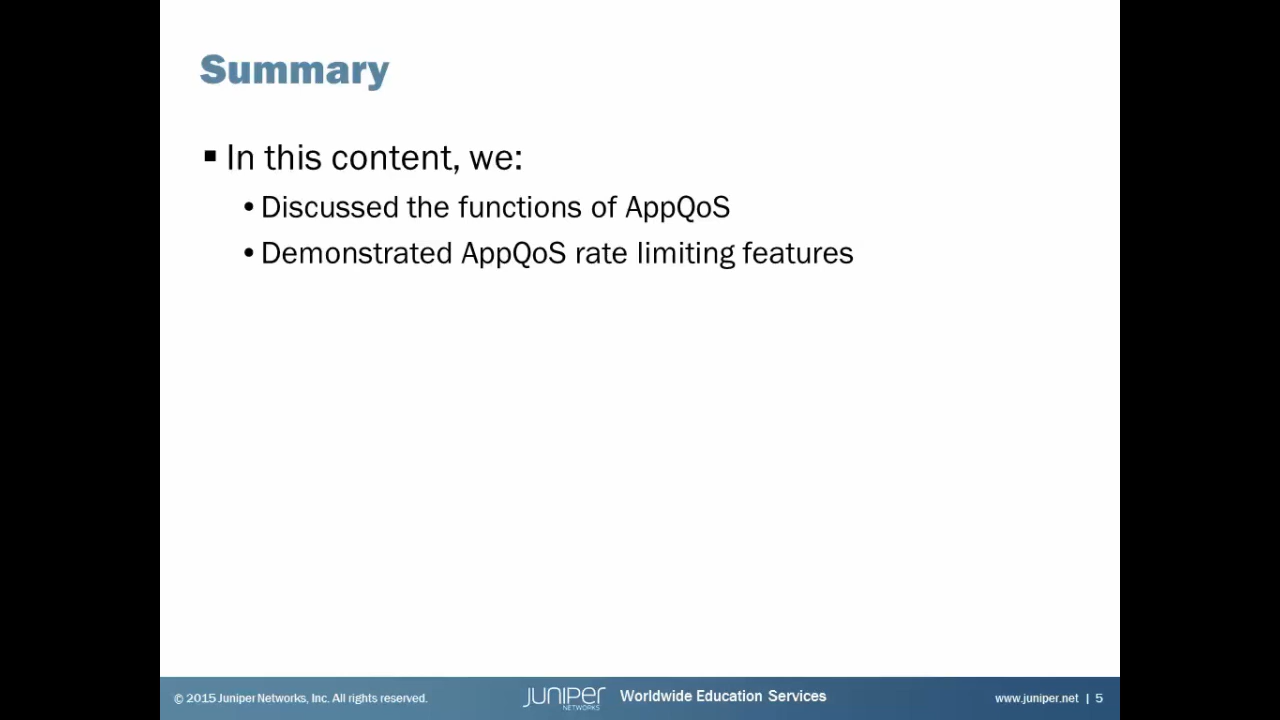 Summary
▪ In this content, we:
• Discussed the functions of AppQoS
• Demonstrated AppQoS rate limiting features
© 2015 Juniper Networks, Inc. All rights reserved.
JUNIPER
NETWORKS
Worldwide Education Services
www.juniper.net | 5